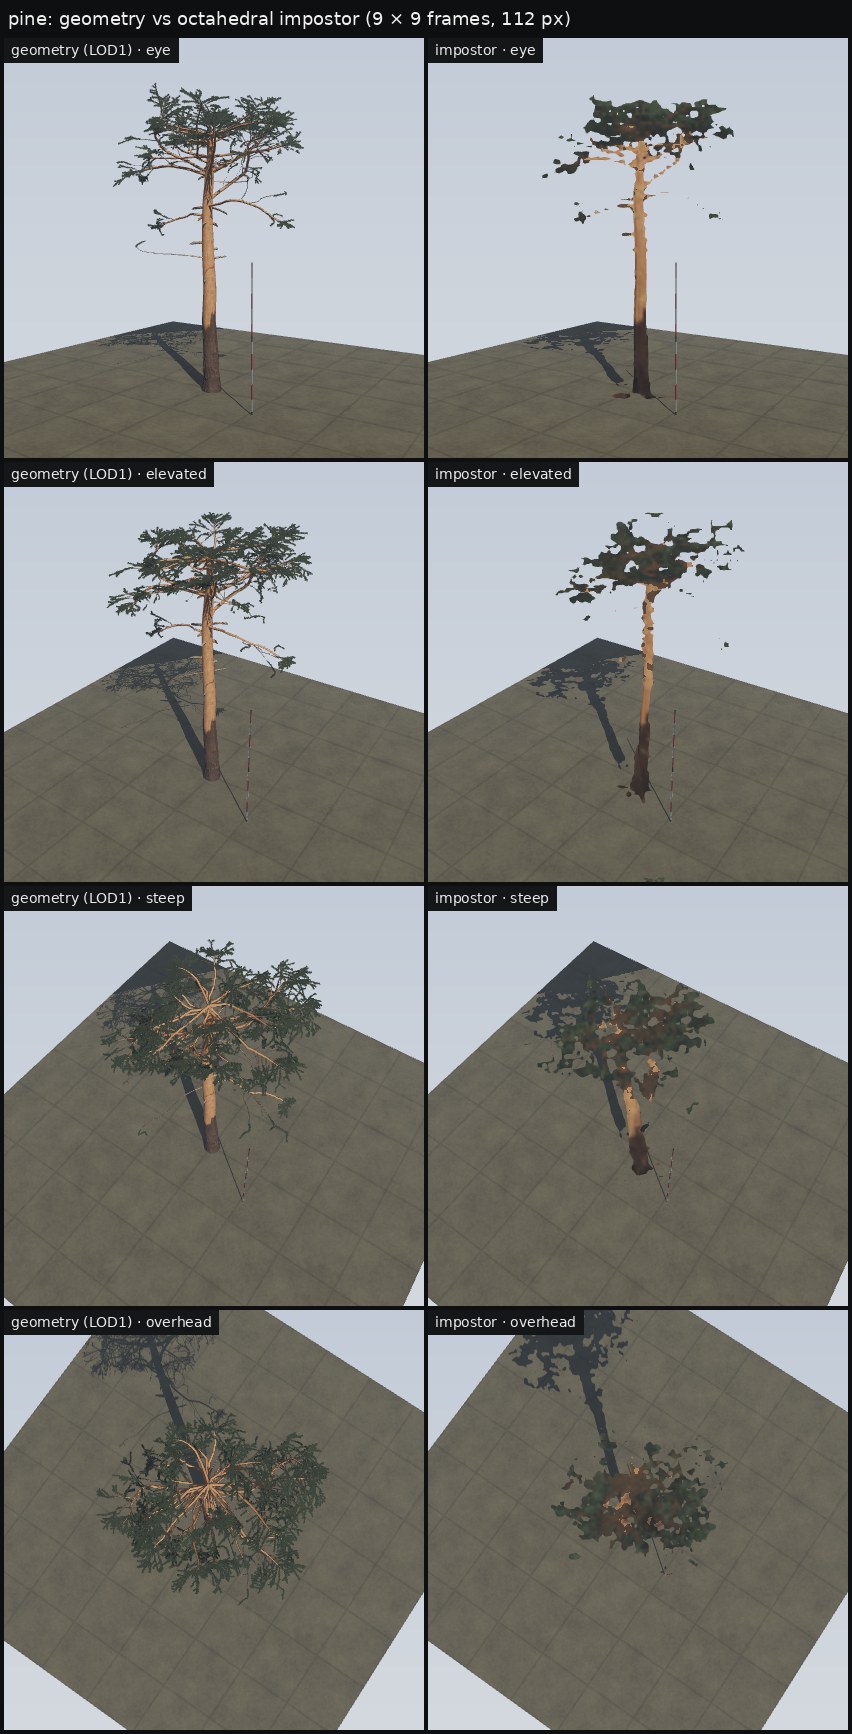 pine: geometry vs octahedral impostor (9 × 9 frames, 112 px)
geometry (LOD1) · eye
impostor · eye
geometry (LOD1) · elevated
impostor · elevated
geometry (LOD1) · steep
impostor · steep
geometry (LOD1) · overhead
impostor · overhead